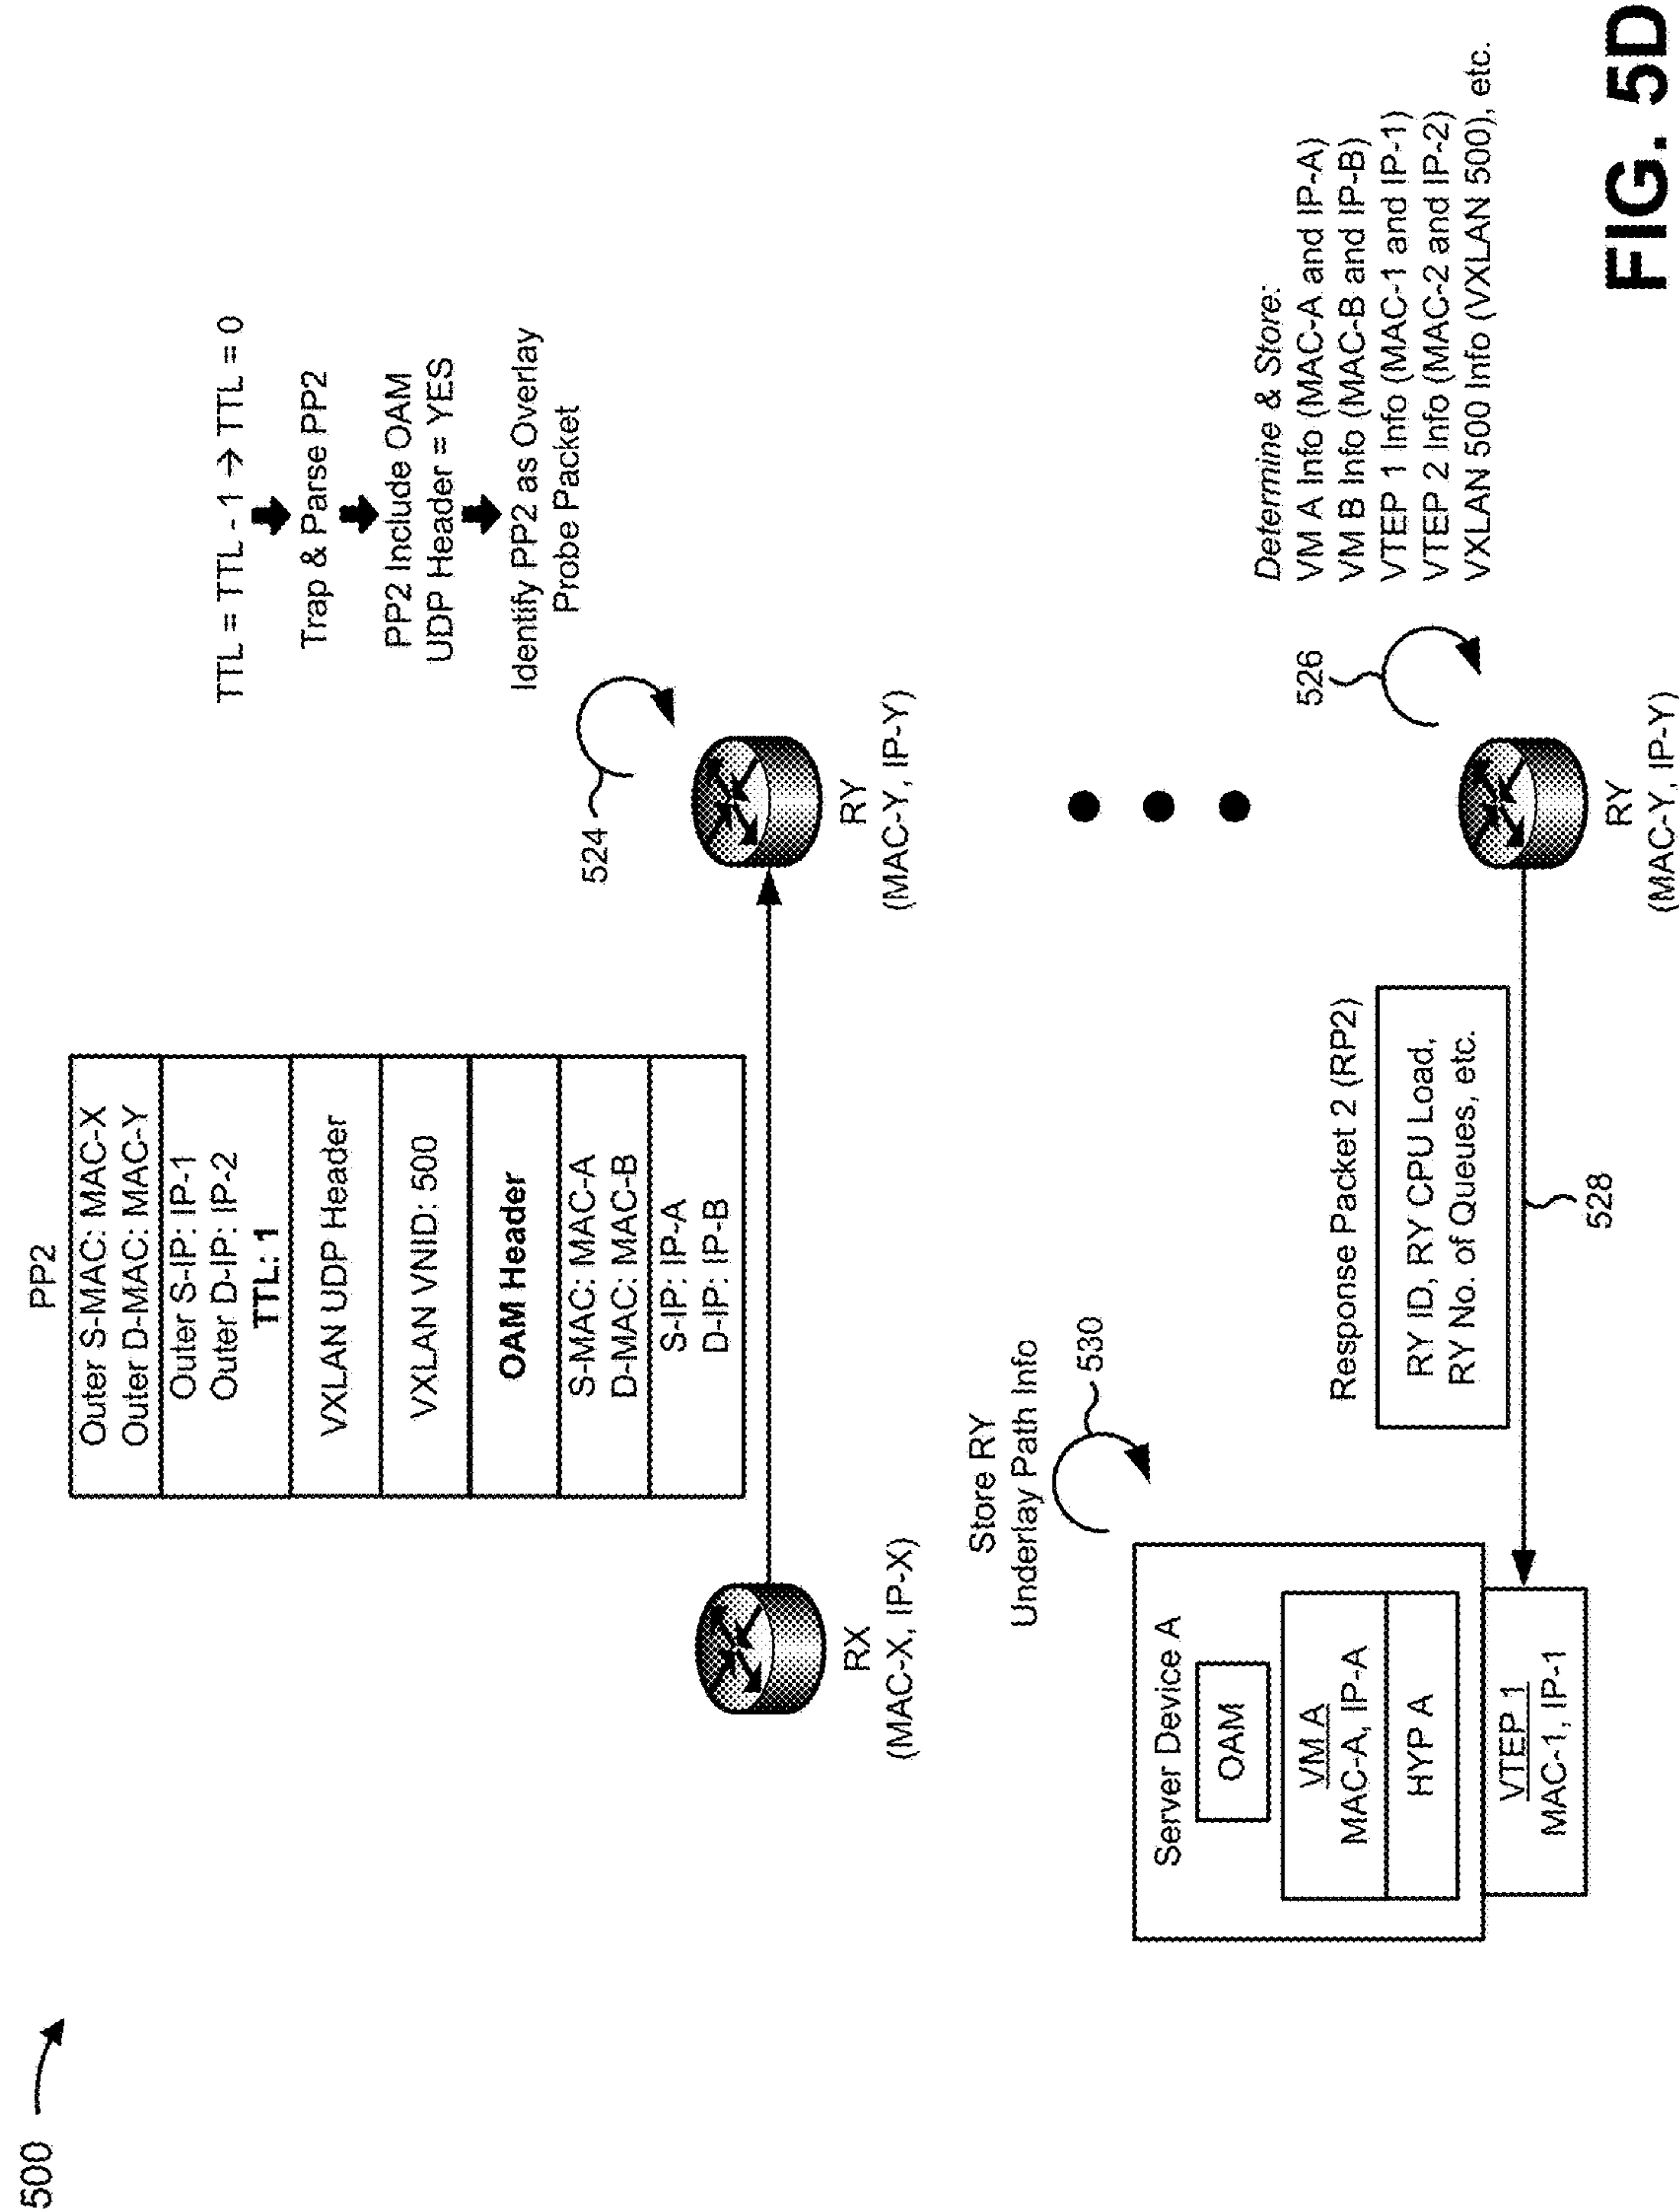 500
PP2
Outer S-MAC: MAC-X
Outer D-MAC: MAC-Y
Outer S-IP: IP-1
Outer D-IP: IP-2
TTL: 1
VXLAN UDP Header
VXLAN VNID: 500
OAM Header
S-MAC: MAC-A
D-MAC: MAC-B
S-IP: IP-A
D-IP: IP-B
RX
(MAC-X, IP-X)
TTL = TTL - 1 → TTL = 0
Trap & Parse PP2
PP2 Include OAM
UDP Header = YES
Identify PP2 as Overlay
Probe Packet
524
RY
(MAC-Y, IP-Y)
Store RY
Underlay Path Info
530
Server Device A
OAM
VM A
MAC-A, IP-A
HYP A
VTEP 1
MAC-1, IP-1
Response Packet 2 (RP2)
RY ID, RY CPU Load,
RY No. of Queues, etc.
528
526
Determine & Store:
VM A Info (MAC-A and IP-A)
VM B Info (MAC-B and IP-B)
VTEP 1 Info (MAC-1 and IP-1)
VTEP 2 Info (MAC-2 and IP-2)
VXLAN 500 Info (VXLAN 500), etc.
RY
(MAC-Y, IP-Y)
FIG. 5D